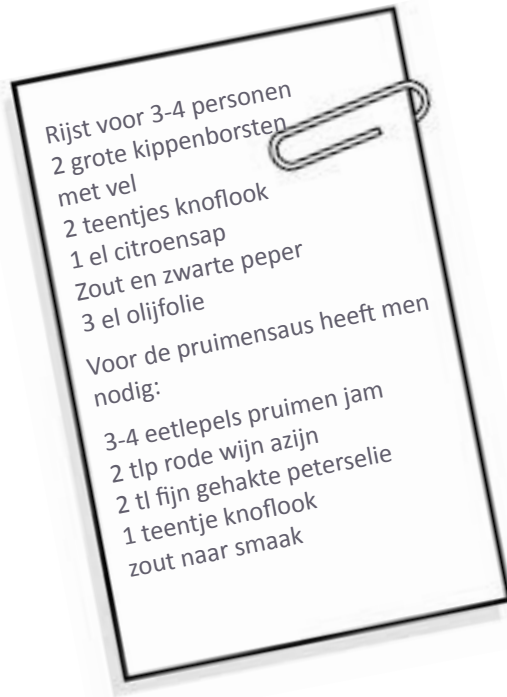 Rijst voor 3-4 personen
2 grote kippenborsten
met vel
2 teentjes knoflook
1 el citroensap
Zout en zwarte peper
3 el olijfolie
Voor de pruimensaus heeft men
nodig:
3-4 eetlepels pruimen jam
2 tlp rode wijn azijn
2 tl fijn gehakte peterselie
1 teentje knoflook
zout naar smaak